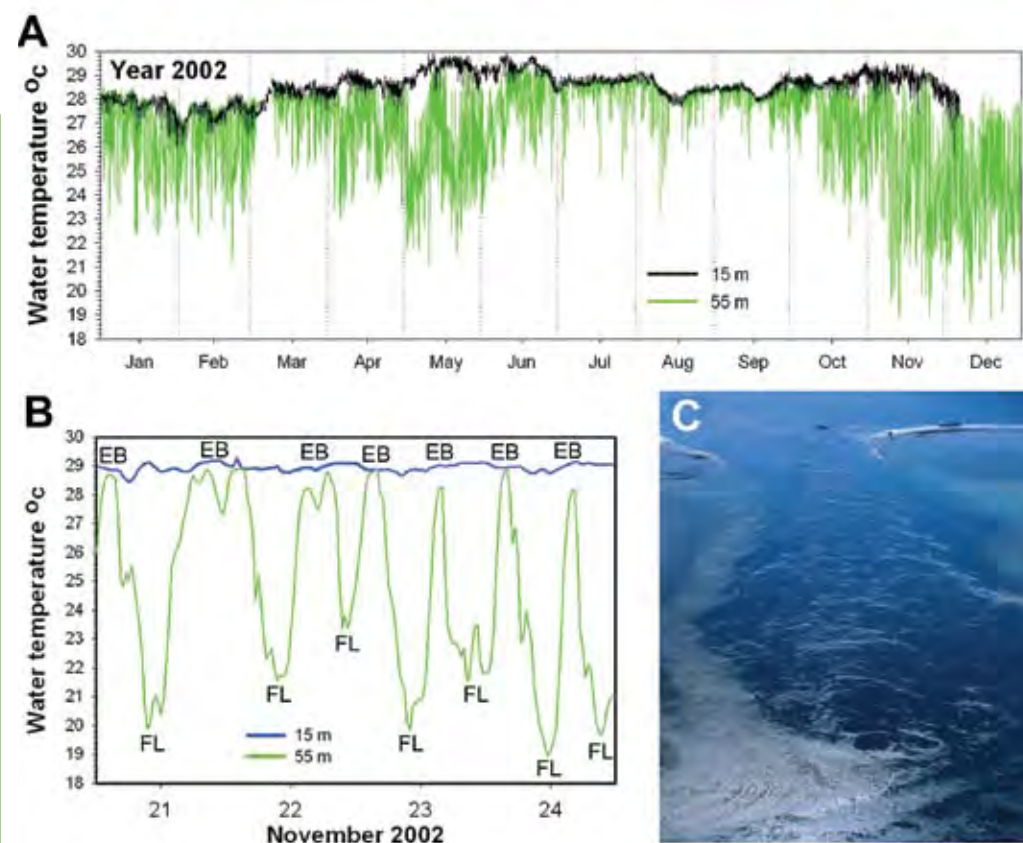 A
Water temperature °C
30
29
28
27
26
25
24
23
22
21
20
19
18
Year 2002
15 m
55 m
Jan Feb Mar Apr May Jun Jul Aug Sep Oct Nov Dec
B
Water temperature °C
30
29
28
27
26
25
24
23
22
21
20
19
18
EB EB EB EB EB EB EB
FL FL FL FL FL FL FL
15 m
55 m
21 22 23 24
November 2002
C